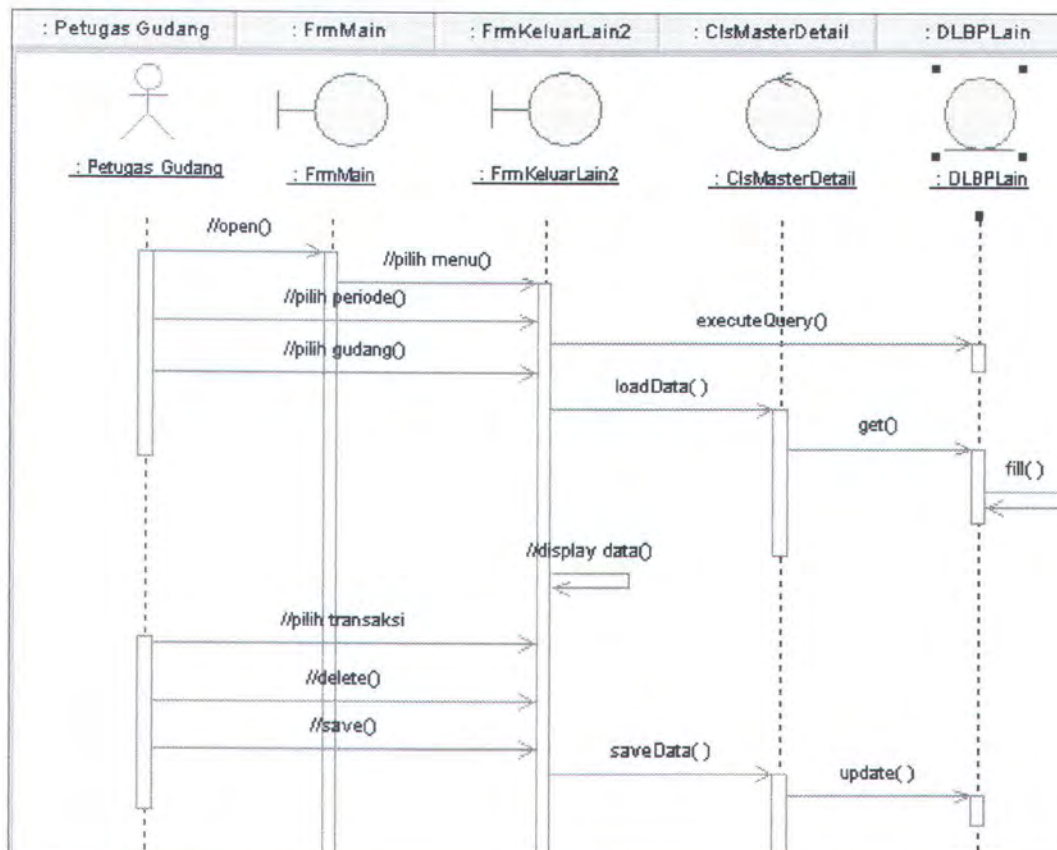 : Petugas Gudang
: FrmMain
: FrmKeluarLain2
: ClsMasterDetail
: DLBPLain
: Petugas Gudang
: FrmMain
: FrmKeluarLain2
: ClsMasterDetail
: DLBPLain
//open()
//pilih menu()
//pilih periode()
executeQuery()
//pilih gudang()
loadData( )
get()
fill( )
//display data()
//pilih transaksi
//delete()
//save()
saveData( )
update( )